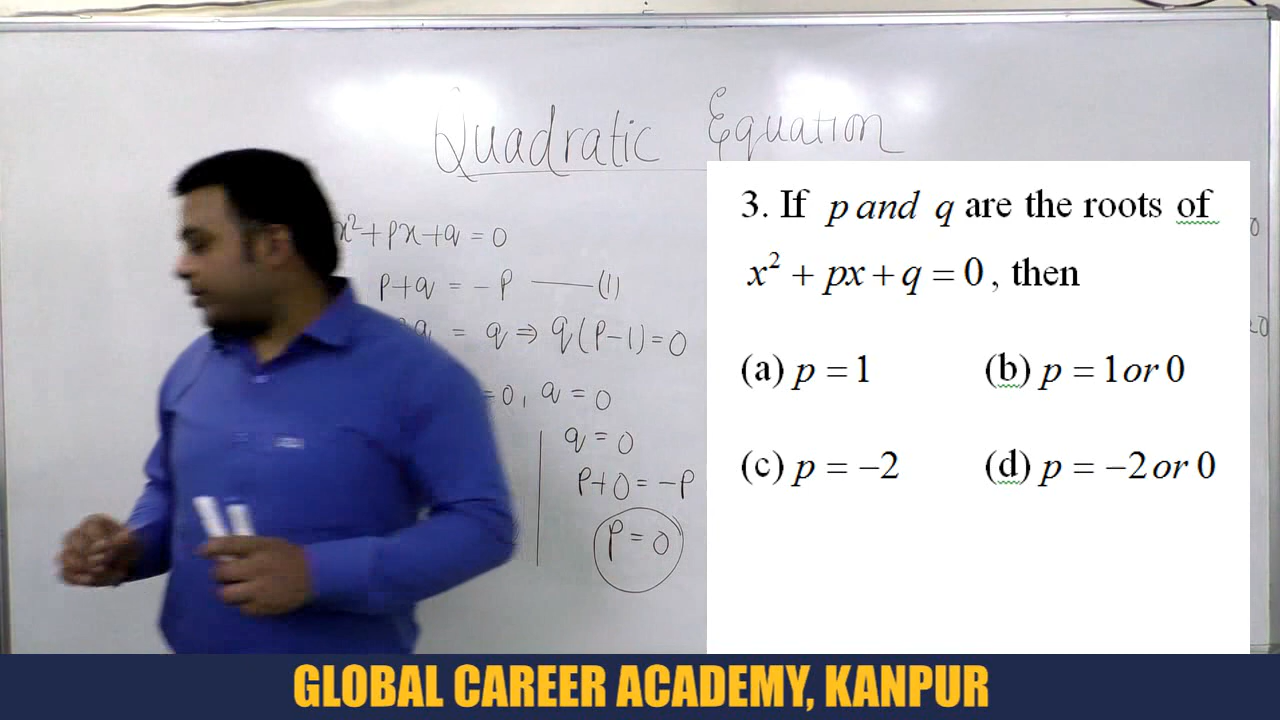 Quadratic Equation
x²+px+q = 0
p+q = -p —— (1)
q = q ⇒ q(p-1)=0
=0, q = 0
q = 0
p+0 = -p
p = 0
3. If p and q are the roots of
x² + px + q = 0, then
(a) p = 1 (b) p = 1 or 0
(c) p = −2 (d) p = −2 or 0
GLOBAL CAREER ACADEMY, KANPUR